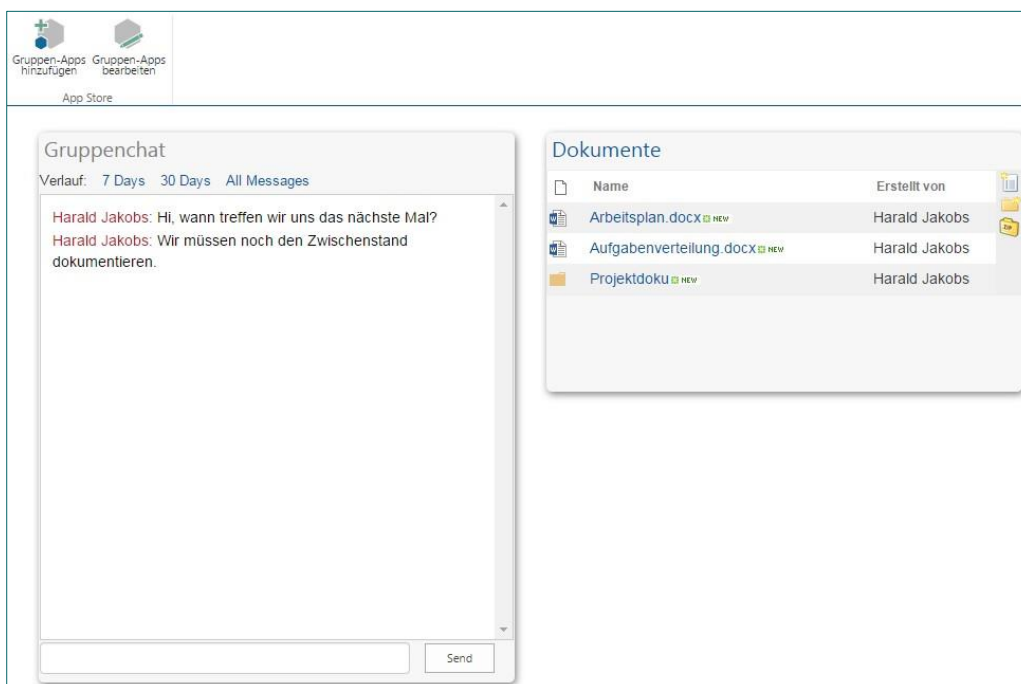 Gruppen-Apps hinzufügen
Gruppen-Apps bearbeiten
App Store
Gruppenchat
Verlauf: 7 Days 30 Days All Messages
Harald Jakobs: Hi, wann treffen wir uns das nächste Mal?
Harald Jakobs: Wir müssen noch den Zwischenstand
dokumentieren.
Send
Dokumente
Name Erstellt von
Arbeitsplan.docx NEW Harald Jakobs
Aufgabenverteilung.docx NEW Harald Jakobs
Projektdoku NEW Harald Jakobs
ZIP